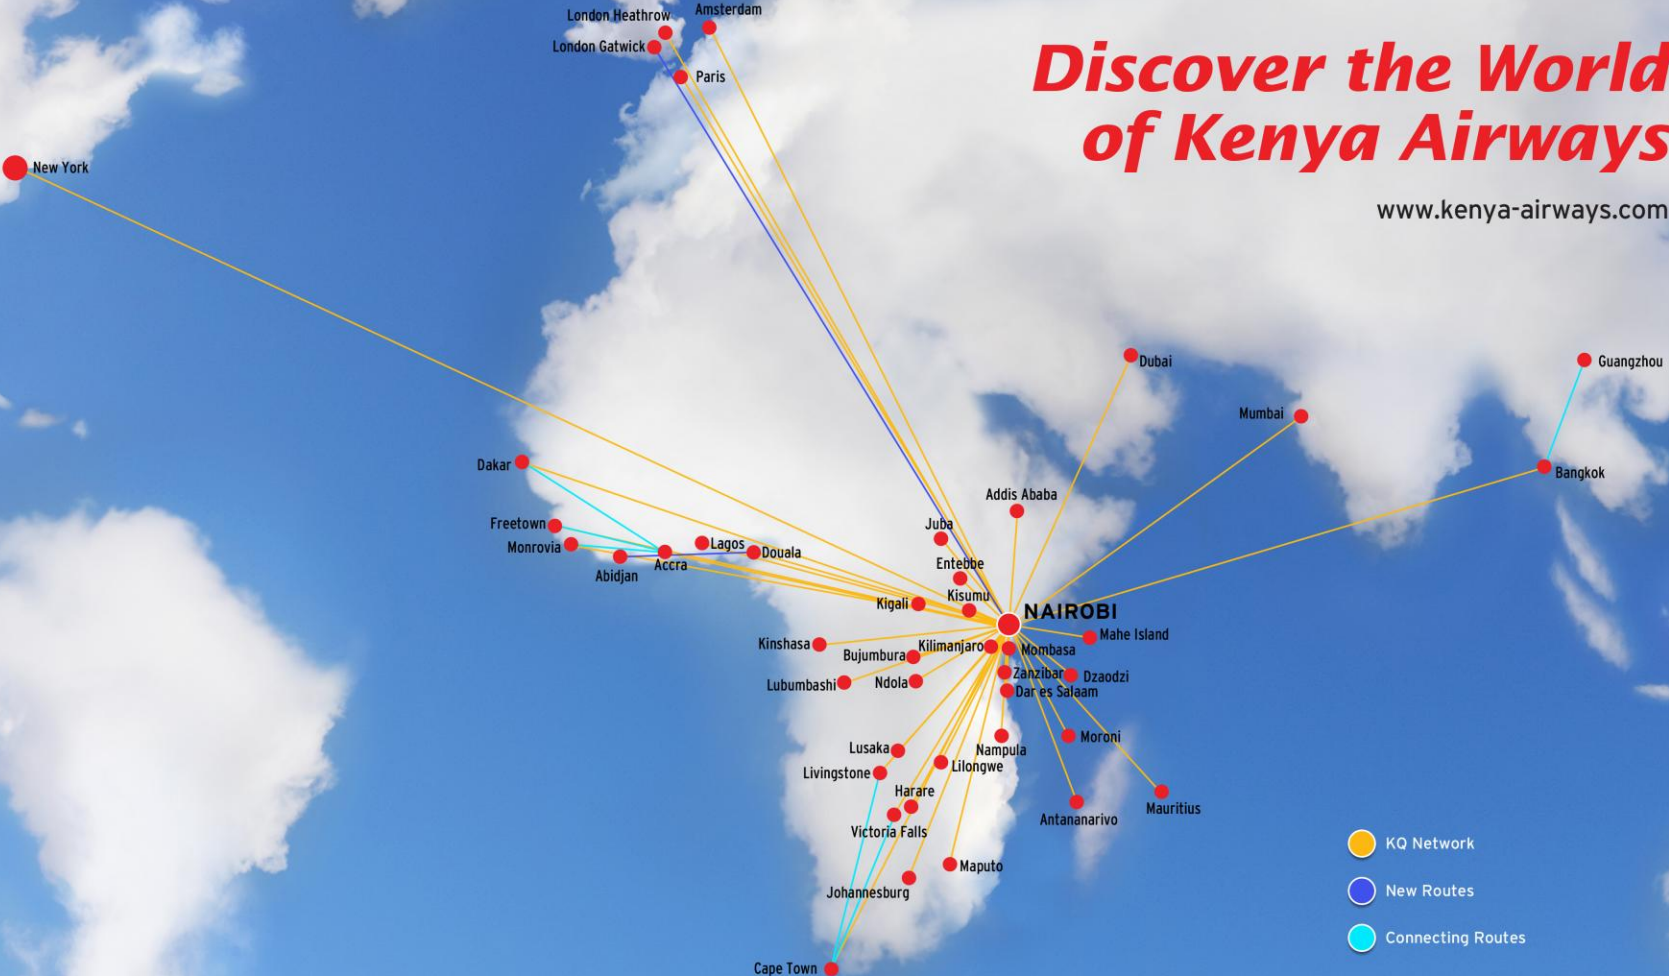 London Heathrow
Amsterdam
London Gatwick
Paris
Discover the World
of Kenya Airways
www.kenya-airways.com
New York
Dubai
Guangzhou
Mumbai
Dakar
Bangkok
Addis Ababa
Freetown
Juba
Monrovia
Lagos
Douala
Accra
Abidjan
Entebbe
Kisumu
Kigali
NAIROBI
Mahe Island
Kinshasa
Kilimanjaro
Mombasa
Bujumbura
Zanzibar
Dzaodzi
Lubumbashi
Ndola
Dar es Salaam
Moroni
Lusaka
Nampula
Livingstone
Lilongwe
Harare
Mauritius
Antananarivo
Victoria Falls
KQ Network
Maputo
Johannesburg
New Routes
Connecting Routes
Cape Town